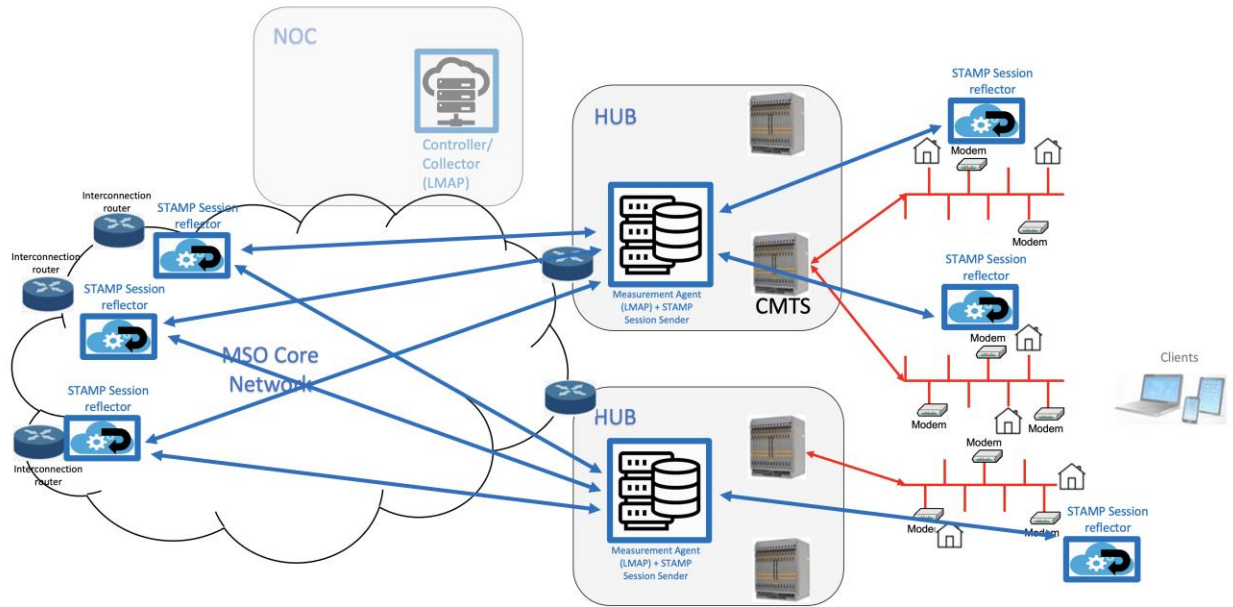 NOC
Controller/
Collector
(LMAP)
HUB
STAMP Session
reflector
Modem
Modem
Interconnection
router
STAMP Session
reflector
Interconnection
router
STAMP Session
reflector
Measurement Agent
(LMAP) + STAMP
Session Sender
CMTS
STAMP Session
reflector
Modem
MSO Core
Network
Clients
STAMP Session
reflector
Interconnection
router
Modem
Modem
HUB
Modem
Measurement Agent
(LMAP) + STAMP
Session Sender
Modem
Modem
STAMP Session
reflector